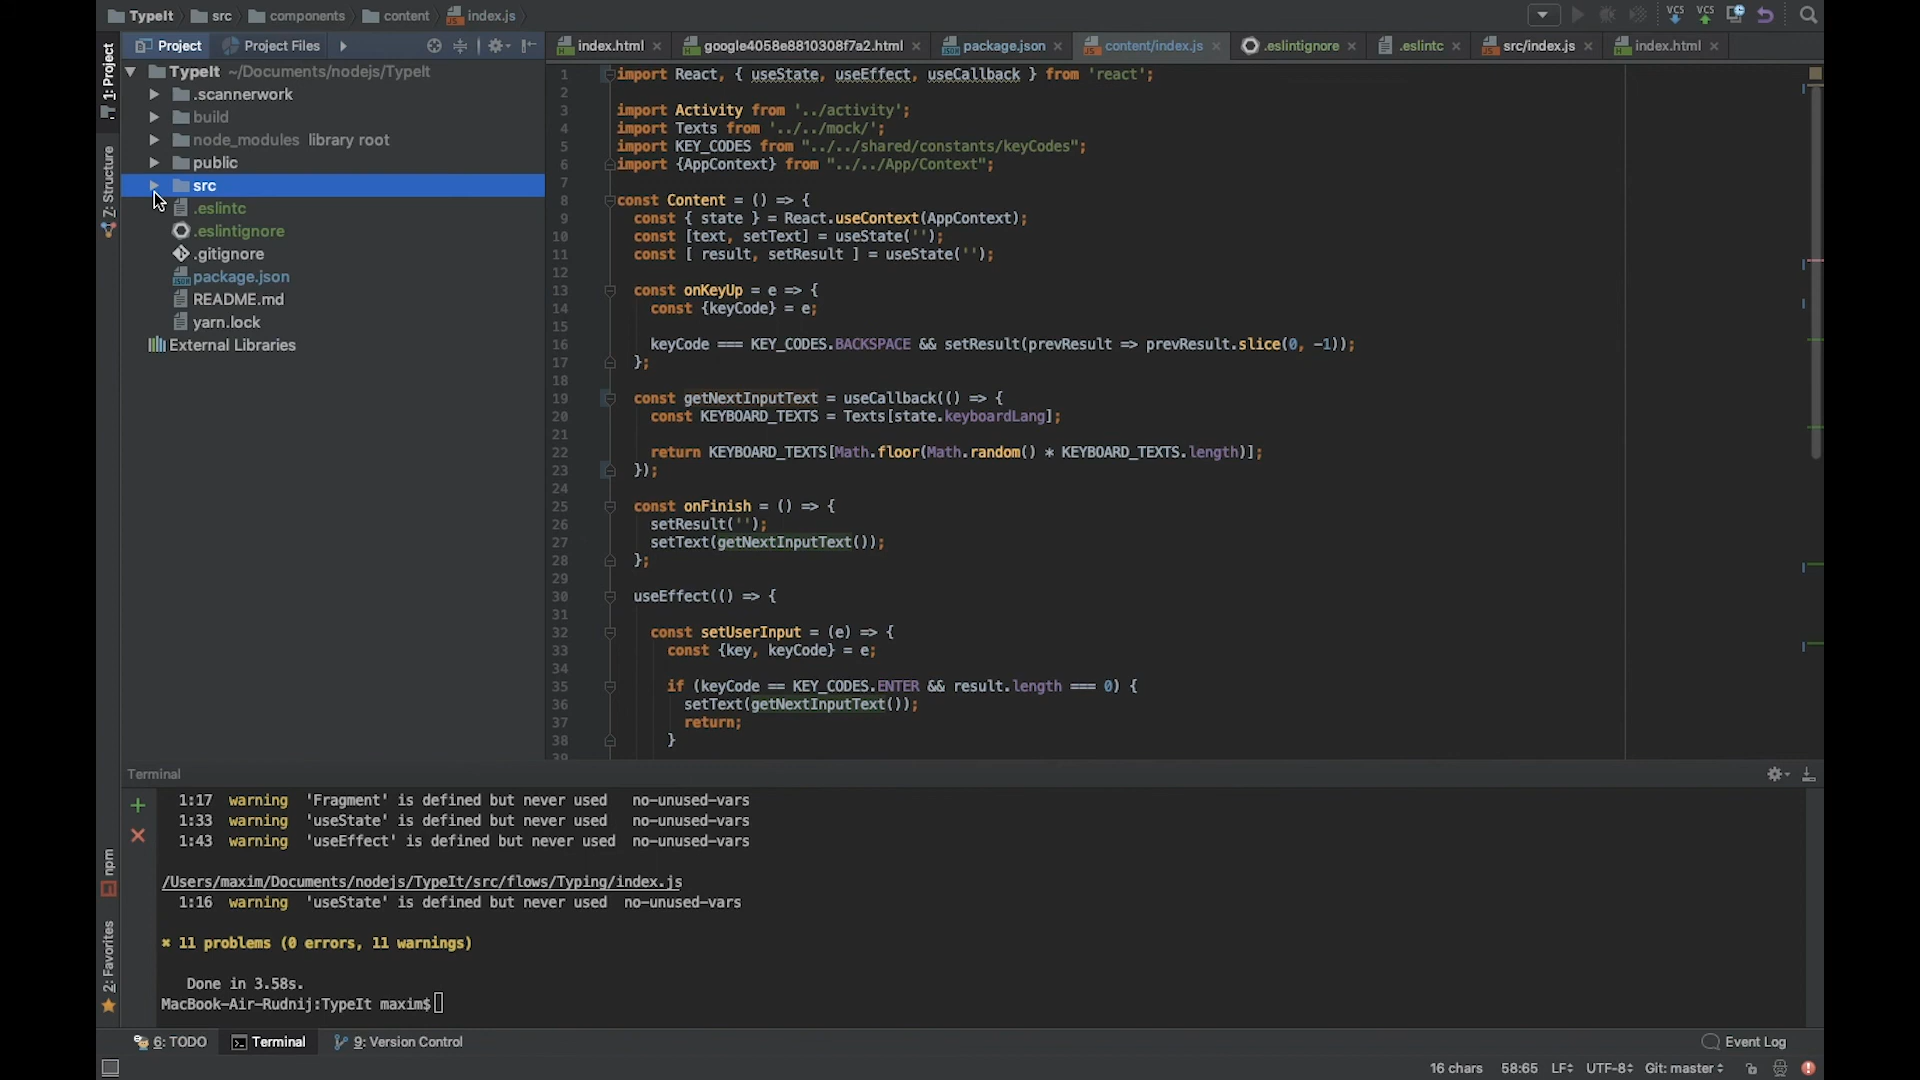 TypeIt src components content index.js
VCS VCS
1: Project
Z: Structure
npm
2: Favorites
Project Project Files
index.html google4058e8810308f7a2.html package.json content/index.js .eslintignore .eslintc src/index.js index.html
TypeIt ~/Documents/nodejs/TypeIt
.scannerwork
build
node_modules library root
public
src
.eslintc
.eslintignore
.gitignore
package.json
README.md
yarn.lock
External Libraries
1 import React, { useState, useEffect, useCallback } from 'react';
2
3 import Activity from '../activity';
4 import Texts from '../../mock/';
5 import KEY_CODES from "../../shared/constants/keyCodes";
6 import {AppContext} from "../../App/Context";
7
8 const Content = () => {
9 const { state } = React.useContext(AppContext);
10 const [text, setText] = useState('');
11 const [ result, setResult ] = useState('');
12
13 const onKeyUp = e => {
14 const {keyCode} = e;
15
16 keyCode === KEY_CODES.BACKSPACE && setResult(prevResult => prevResult.slice(0, -1));
17 };
18
19 const getNextInputText = useCallback(() => {
20 const KEYBOARD_TEXTS = Texts[state.keyboardLang];
21
22 return KEYBOARD_TEXTS[Math.floor(Math.random() * KEYBOARD_TEXTS.length)];
23 });
24
25 const onFinish = () => {
26 setResult('');
27 setText(getNextInputText());
28 };
29
30 useEffect(() => {
31
32 const setUserInput = (e) => {
33 const {key, keyCode} = e;
34
35 if (keyCode == KEY_CODES.ENTER && result.length === 0) {
36 setText(getNextInputText());
37 return;
38 }
39
Terminal
1:17 warning 'Fragment' is defined but never used no-unused-vars
1:33 warning 'useState' is defined but never used no-unused-vars
1:43 warning 'useEffect' is defined but never used no-unused-vars
/Users/maxim/Documents/nodejs/TypeIt/src/flows/Typing/index.js
1:16 warning 'useState' is defined but never used no-unused-vars
✖ 11 problems (0 errors, 11 warnings)
Done in 3.58s.
MacBook-Air-Rudnij:TypeIt maxim$
6: TODO Terminal 9: Version Control Event Log
16 chars 58:65 LF UTF-8 Git: master